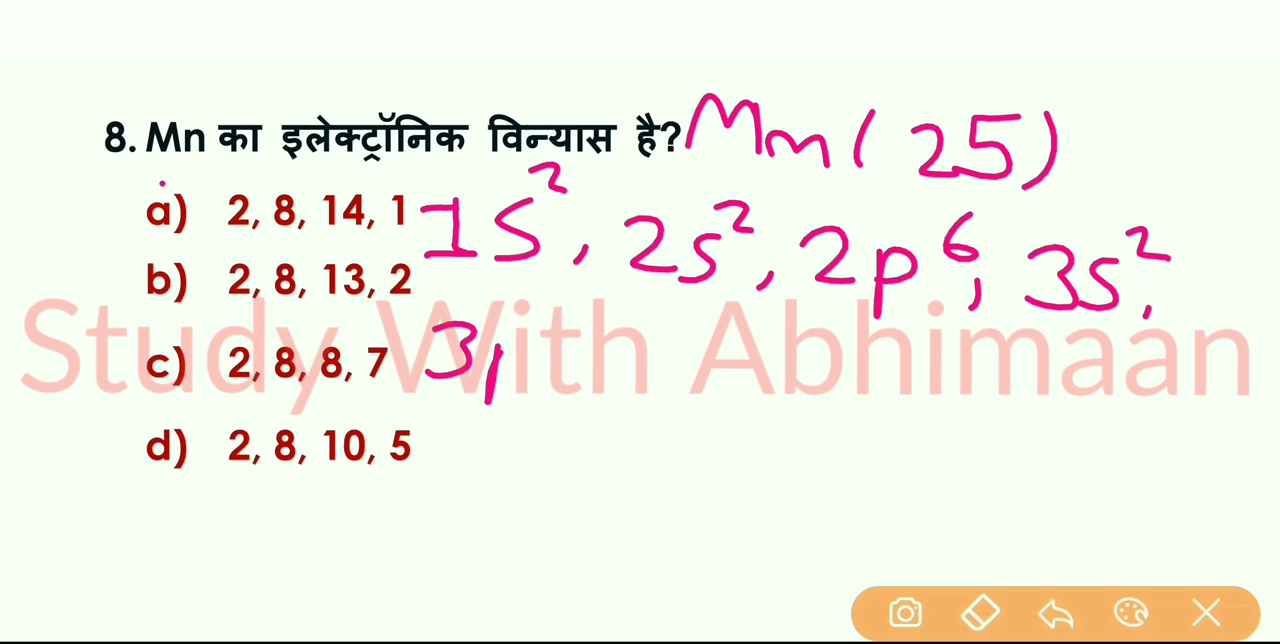 8. Mn का इलेक्ट्रॉनिक विन्यास है? Mn (25)
a) 2, 8, 14, 1 1s², 2s², 2p⁶, 3s²,
b) 2, 8, 13, 2
Study With Abhimaan
c) 2, 8, 8, 7 3
d) 2, 8, 10, 5